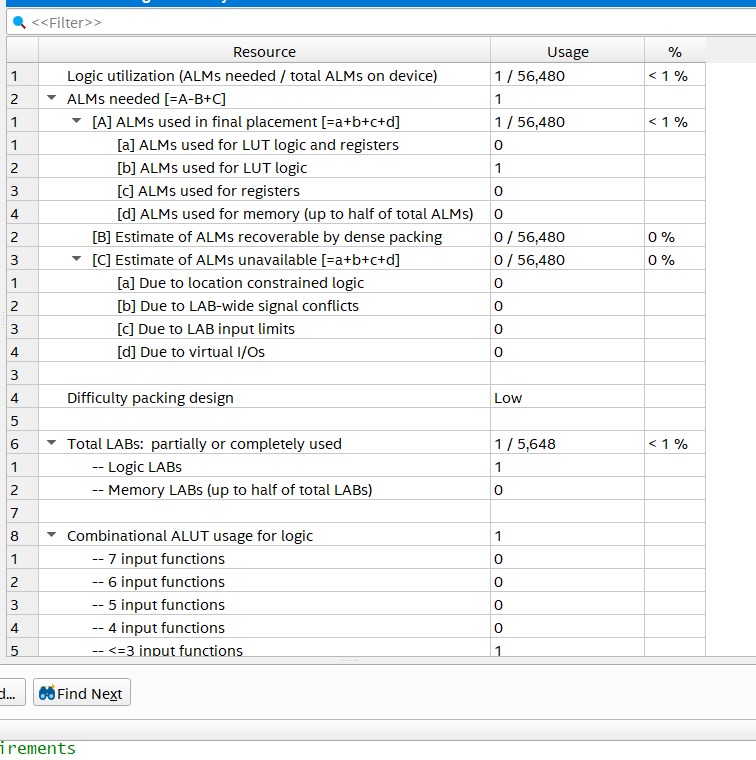 <<Filter>>
Resource Usage %
1 Logic utilization (ALMs needed / total ALMs on device) 1 / 56,480 < 1 %
2 ALMs needed [=A-B+C] 1
1 [A] ALMs used in final placement [=a+b+c+d] 1 / 56,480 < 1 %
1 [a] ALMs used for LUT logic and registers 0
2 [b] ALMs used for LUT logic 1
3 [c] ALMs used for registers 0
4 [d] ALMs used for memory (up to half of total ALMs) 0
2 [B] Estimate of ALMs recoverable by dense packing 0 / 56,480 0 %
3 [C] Estimate of ALMs unavailable [=a+b+c+d] 0 / 56,480 0 %
1 [a] Due to location constrained logic 0
2 [b] Due to LAB-wide signal conflicts 0
3 [c] Due to LAB input limits 0
4 [d] Due to virtual I/Os 0
3
4 Difficulty packing design Low
5
6 Total LABs: partially or completely used 1 / 5,648 < 1 %
1 -- Logic LABs 1
2 -- Memory LABs (up to half of total LABs) 0
7
8 Combinational ALUT usage for logic 1
1 -- 7 input functions 0
2 -- 6 input functions 0
3 -- 5 input functions 0
4 -- 4 input functions 0
5 -- <=3 input functions 1
d... Find Next
irements